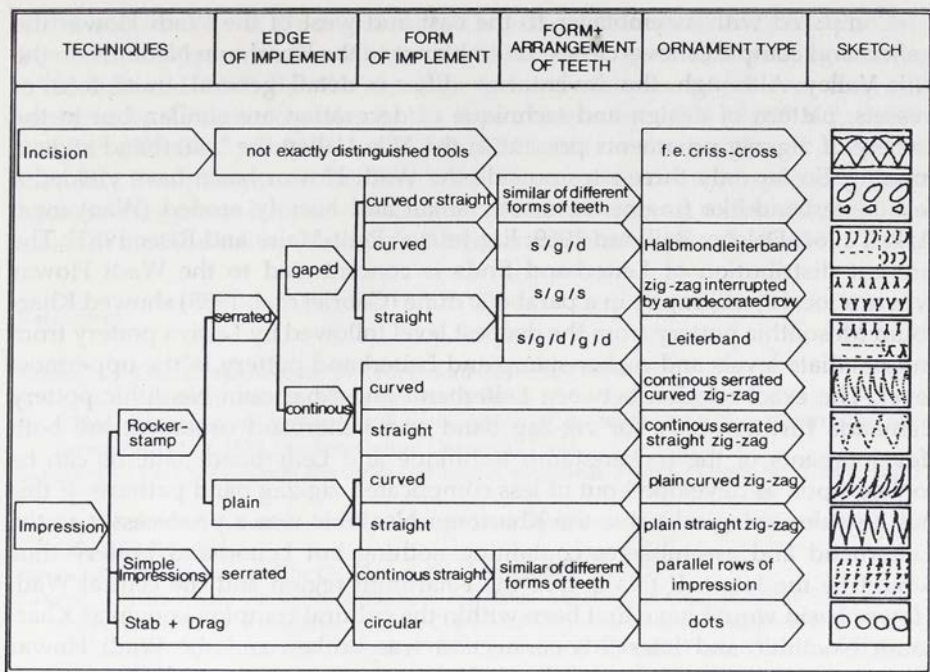 TECHNIQUES
EDGE
OF IMPLEMENT
FORM
OF IMPLEMENT
FORM+
ARRANGEMENT
OF TEETH
ORNAMENT TYPE
SKETCH
Incision
not exactly distinguished tools
f.e. criss-cross
Impression
Rocker-
stamp
serrated
gaped
curved or straight
similar of different
forms of teeth
curved
s/g/d
Halbmondleiterband
straight
s/g/s
zig-zag interrupted
by an undecorated row
s/g/d/g/d
Leiterband
continous
curved
continous serrated
curved zig-zag
straight
continous serrated
straight zig-zag
plain
curved
plain curved zig-zag
straight
plain straight zig-zag
Simple
Impressions
serrated
continous straight
similar of different
forms of teeth
parallel rows of
impression
Stab + Drag
circular
dots